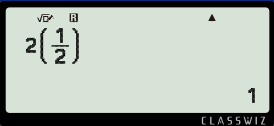 √□/ R
2(1/2)
1
CLASSWIZ